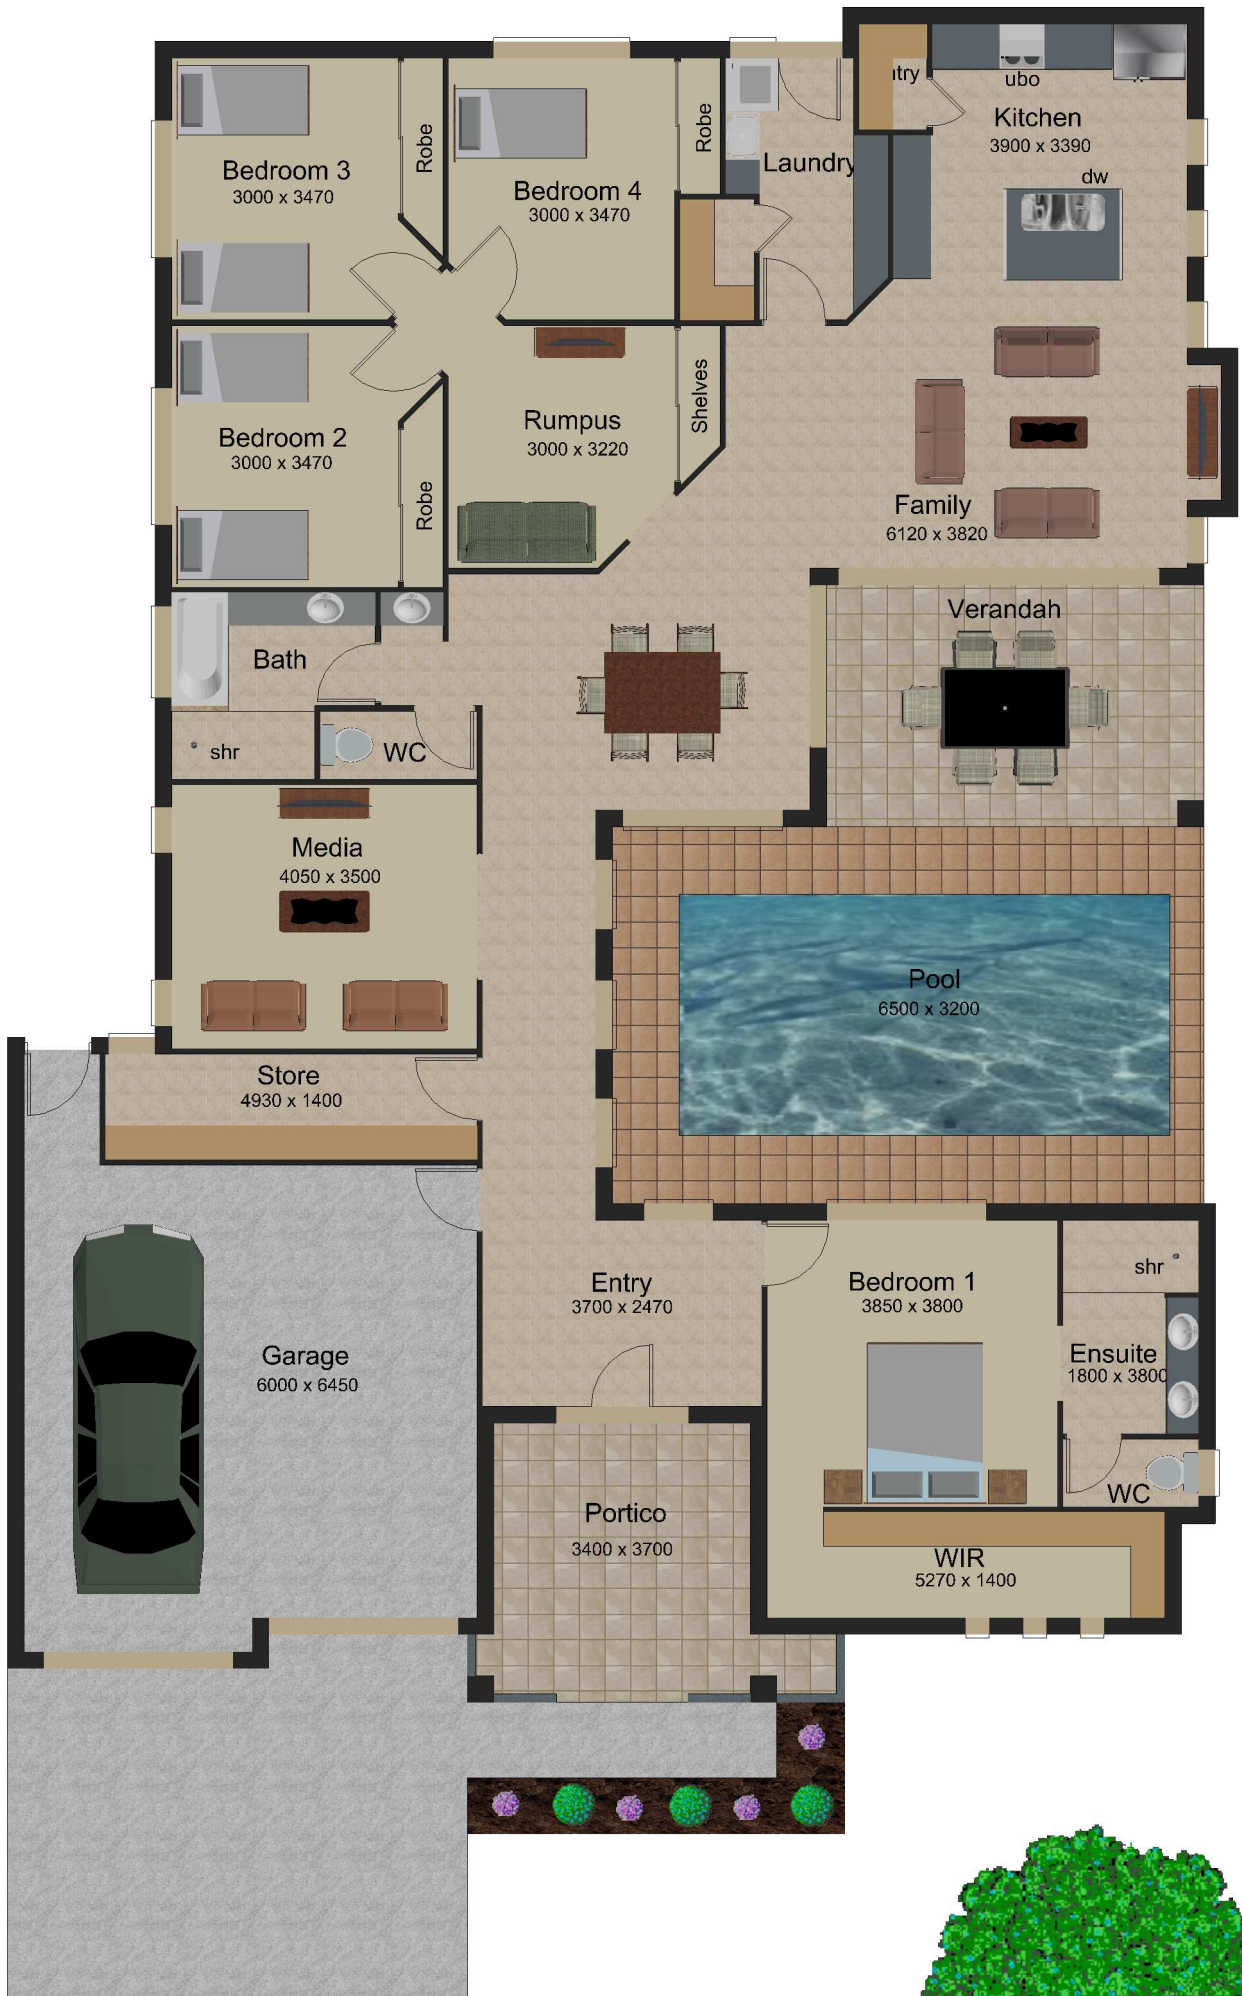 ntry
ubo
Kitchen
3900 x 3390
dw
Bedroom 3
3000 x 3470
Robe
Bedroom 4
3000 x 3470
Robe
Laundry
Bedroom 2
3000 x 3470
Robe
Rumpus
3000 x 3220
Shelves
Family
6120 x 3820
Verandah
Bath
shr
WC
Media
4050 x 3500
Pool
6500 x 3200
Store
4930 x 1400
Entry
3700 x 2470
Bedroom 1
3850 x 3800
shr
Ensuite
1800 x 3800
WC
Garage
6000 x 6450
Portico
3400 x 3700
WIR
5270 x 1400